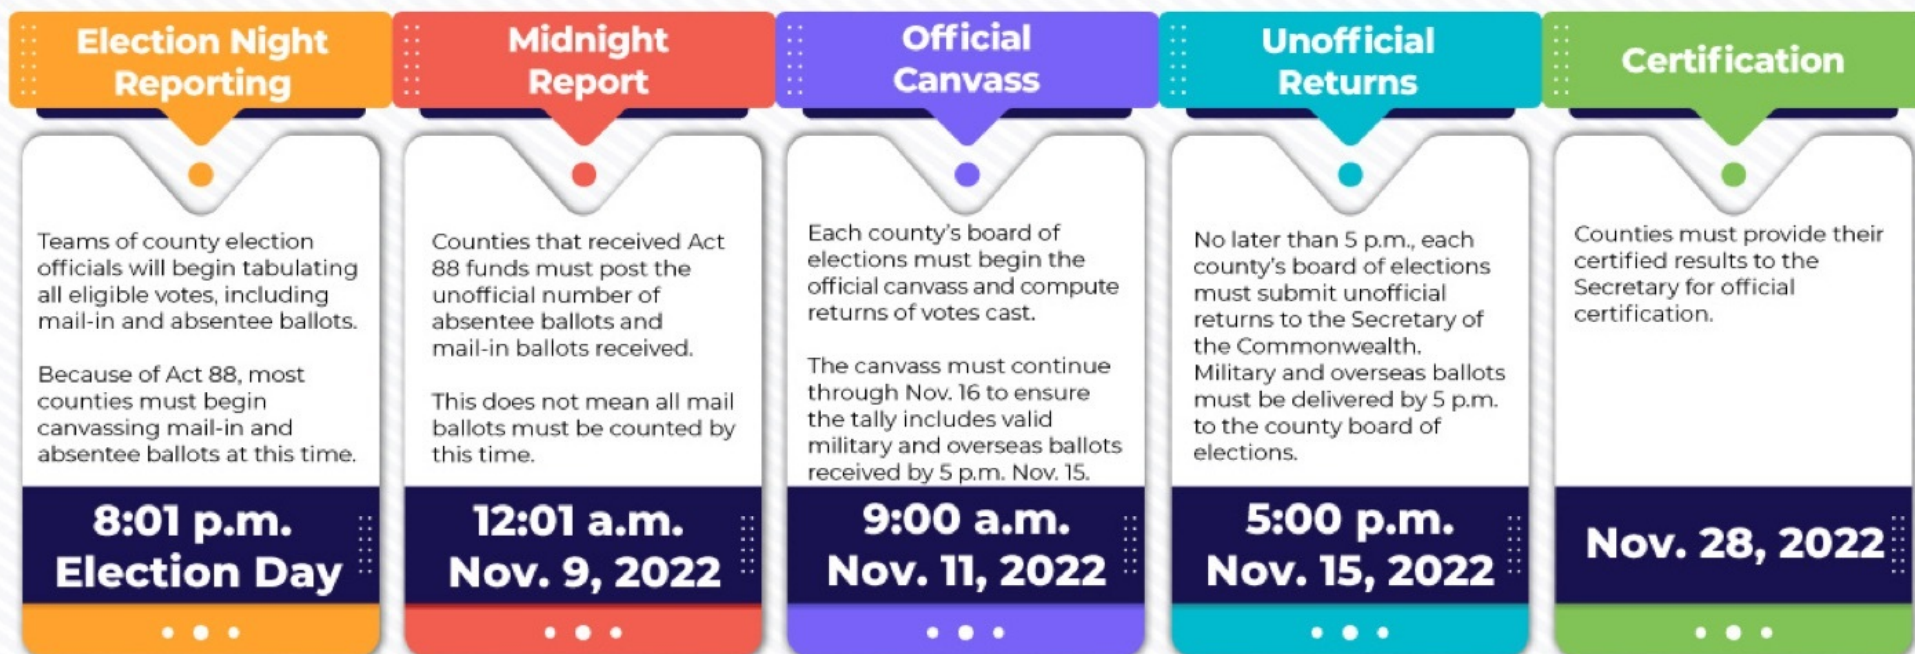 Election Night
Reporting
Teams of county election
officials will begin tabulating
all eligible votes, including
mail-in and absentee ballots.
Because of Act 88, most
counties must begin
canvassing mail-in and
absentee ballots at this time.
8:01 p.m.
Election Day
Midnight
Report
Counties that received Act
88 funds must post the
unofficial number of
absentee ballots and
mail-in ballots received.
This does not mean all mail
ballots must be counted by
this time.
12:01 a.m.
Nov. 9, 2022
Official
Canvass
Each county's board of
elections must begin the
official canvass and compute
returns of votes cast.
The canvass must continue
through Nov. 16 to ensure
the tally includes valid
military and overseas ballots
received by 5 p.m. Nov. 15.
9:00 a.m.
Nov. 11, 2022
Unofficial
Returns
No later than 5 p.m., each
county's board of elections
must submit unofficial
returns to the Secretary of
the Commonwealth.
Military and overseas ballots
must be delivered by 5 p.m.
to the county board of
elections.
5:00 p.m.
Nov. 15, 2022
Certification
Counties must provide their
certified results to the
Secretary for official
certification.
Nov. 28, 2022